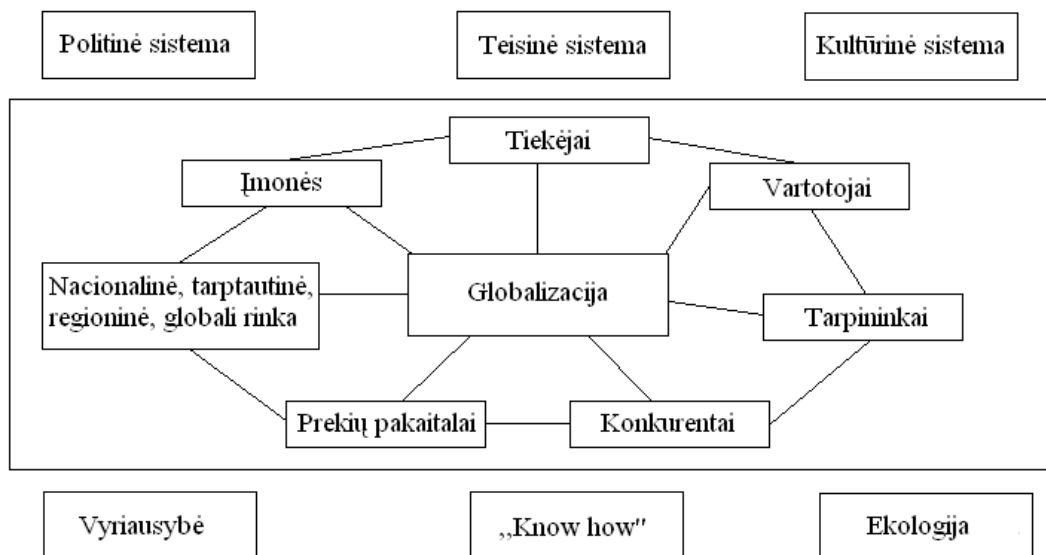 Politinė sistema
Teisinė sistema
Kultūrinė sistema
Tiekėjai
Įmonės
Vartotojai
Nacionalinė, tarptautinė,
regioninė, globali rinka
Globalizacija
Tarpininkai
Prekių pakaitalai
Konkurentai
Vyriausybė
,,Know how"
Ekologija